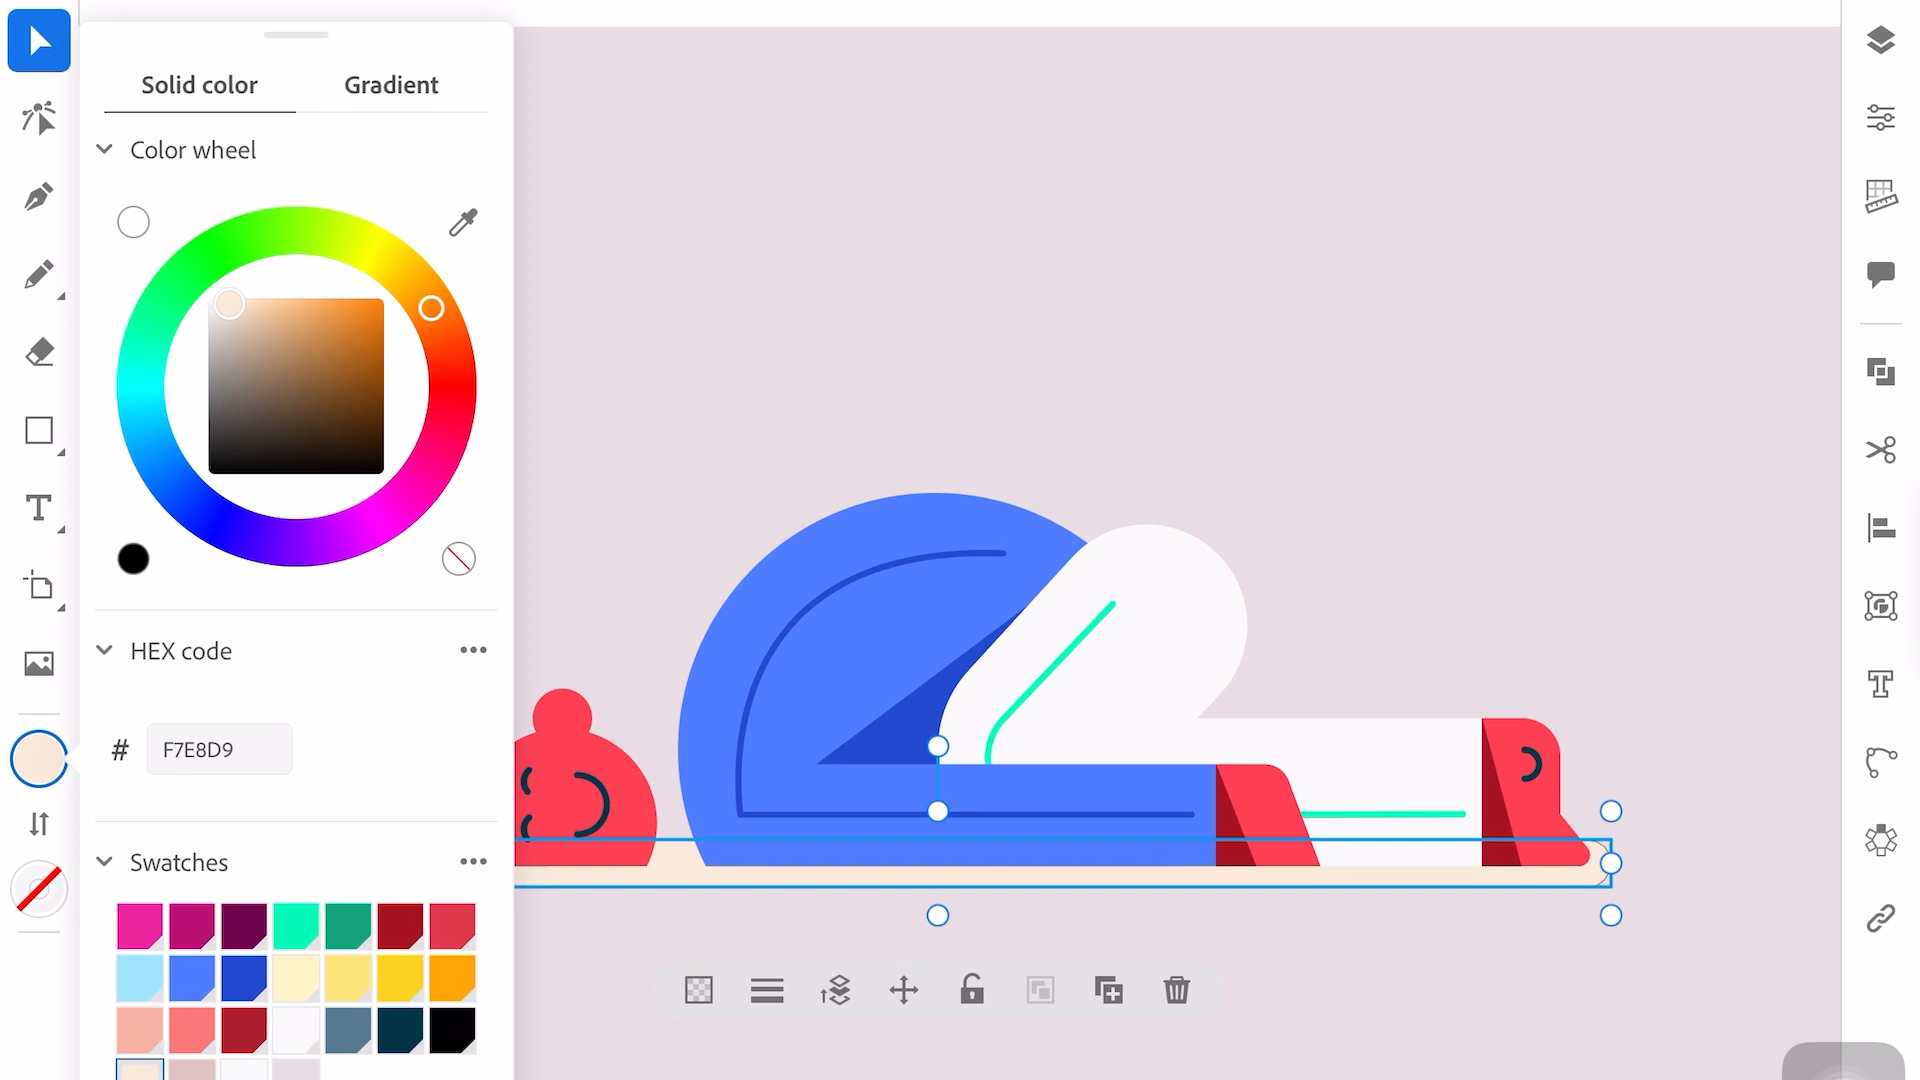 Solid color
Gradient
Color wheel
HEX code
# F7E8D9
Swatches